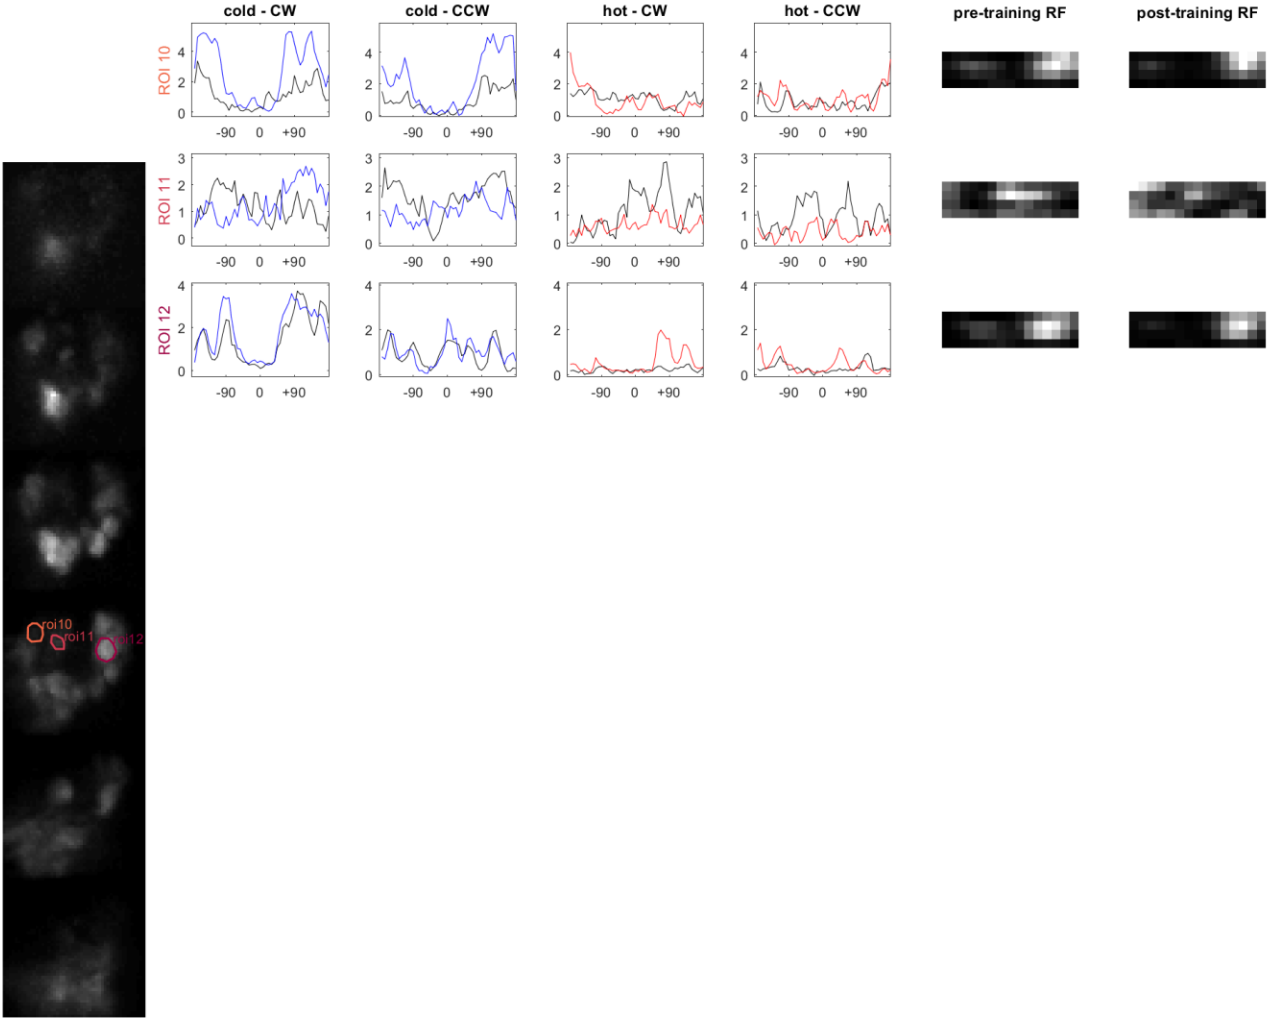 cold - CW cold - CCW hot - CW hot - CCW pre-training RF post-training RF
ROI 10
4 2 0 -90 0 +90
4 2 0 -90 0 +90
4 2 0 -90 0 +90
4 2 0 -90 0 +90
ROI 11
3 2 1 0 -90 0 +90
3 2 1 0 -90 0 +90
3 2 1 0 -90 0 +90
3 2 1 0 -90 0 +90
ROI 12
4 2 0 -90 0 +90
4 2 0 -90 0 +90
4 2 0 -90 0 +90
4 2 0 -90 0 +90
roi10
roi11
roi12